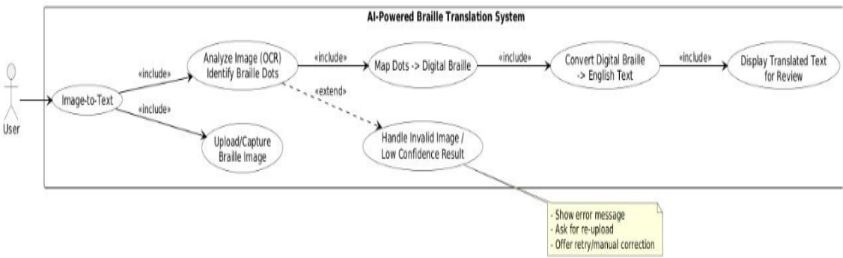 AI-Powered Braille Translation System
User
Image-to-Text
«include»
«include»
Analyze Image (OCR)
Identify Braille Dots
Upload/Capture
Braille Image
«include»
«extend»
Map Dots -> Digital Braille
Handle Invalid Image /
Low Confidence Result
«include»
Convert Digital Braille
-> English Text
«include»
Display Translated Text
for Review
- Show error message
- Ask for re-upload
- Offer retry/manual correction